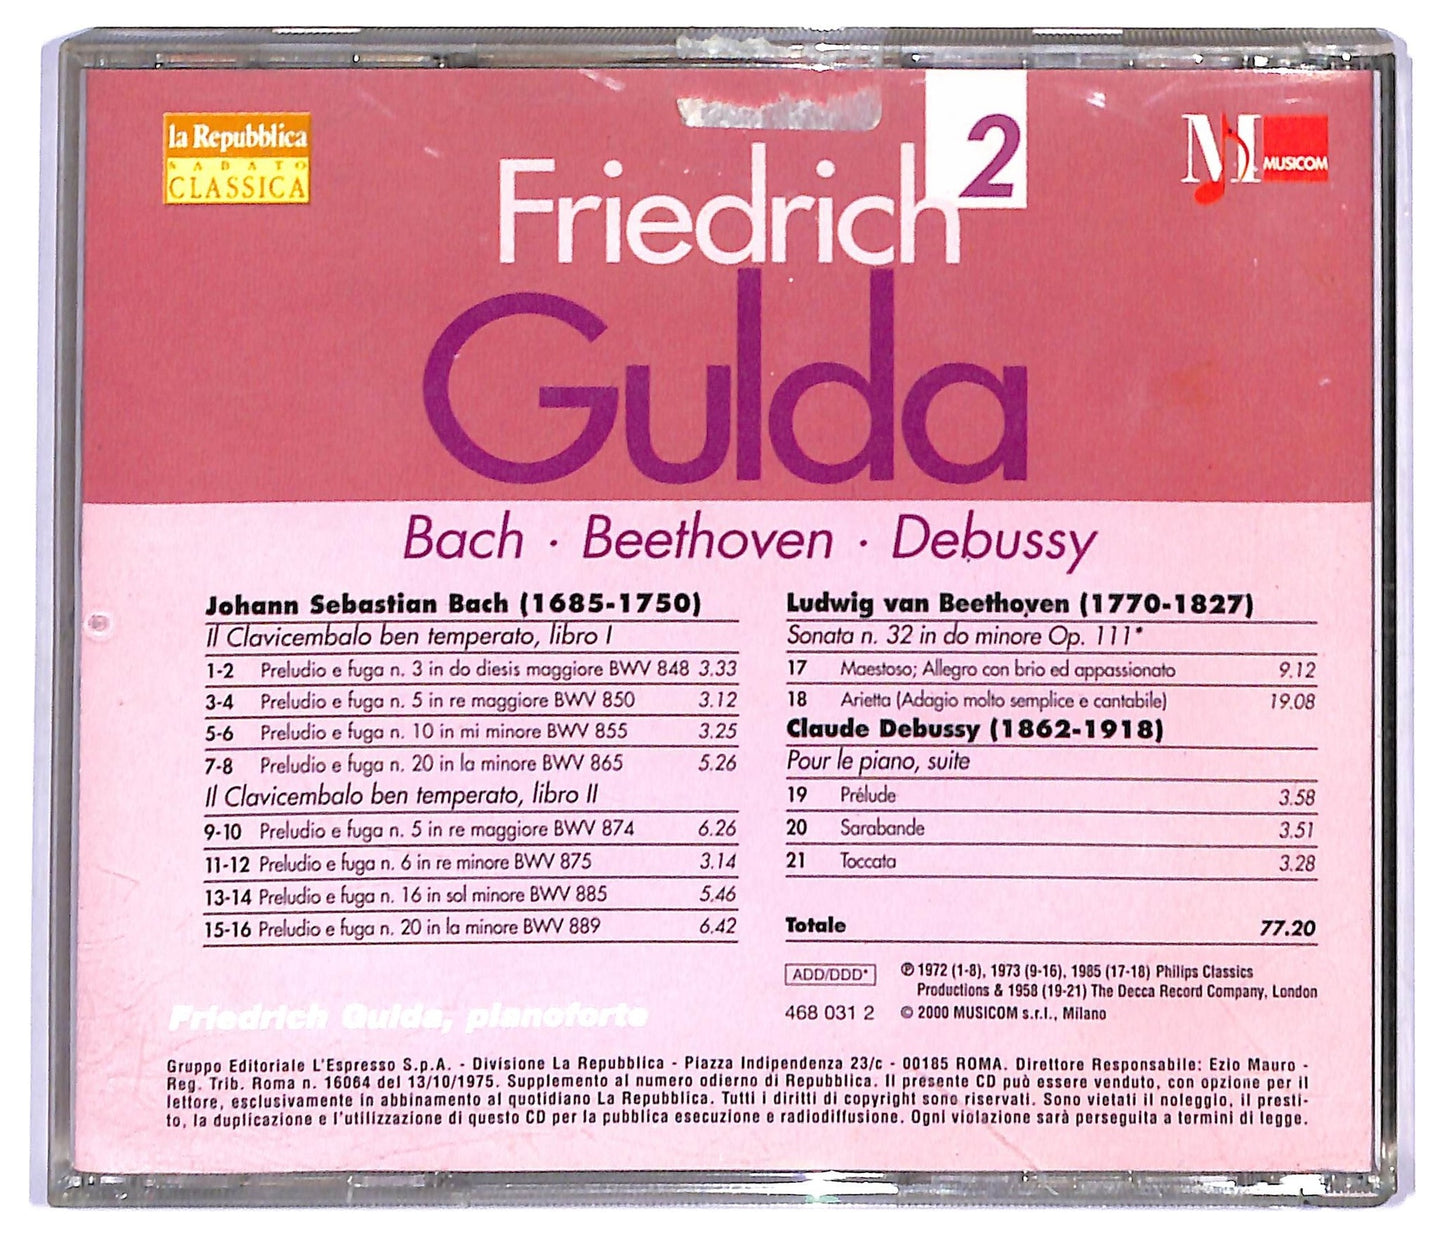 la Repubblica
SABATO
CLASSICA
2
M MUSICOM
Friedrich
Gulda
Bach · Beethoven · Debussy
Johann Sebastian Bach (1685-1750)
Il Clavicembalo ben temperato, libro I
1-2 Preludio e fuga n. 3 in do diesis maggiore BWV 848 3.33
3-4 Preludio e fuga n. 5 in re maggiore BWV 850 3.12
5-6 Preludio e fuga n. 10 in mi minore BWV 855 3.25
7-8 Preludio e fuga n. 20 in la minore BWV 865 5.26
Il Clavicembalo ben temperato, libro II
9-10 Preludio e fuga n. 5 in re maggiore BWV 874 6.26
11-12 Preludio e fuga n. 6 in re minore BWV 875 3.14
13-14 Preludio e fuga n. 16 in sol minore BWV 885 5.46
15-16 Preludio e fuga n. 20 in la minore BWV 889 6.42
Friedrich Gulda, pianoforte
Ludwig van Beethoven (1770-1827)
Sonata n. 32 in do minore Op. 111*
17 Maestoso; Allegro con brio ed appassionato 9.12
18 Arietta (Adagio molto semplice e cantabile) 19.08
Claude Debussy (1862-1918)
Pour le piano, suite
19 Prélude 3.58
20 Sarabande 3.51
21 Toccata 3.28
Totale 77.20
ADD/DDD* ℗ 1972 (1-8), 1973 (9-16), 1985 (17-18) Philips Classics
Productions & 1958 (19-21) The Decca Record Company, London
468 031 2 © 2000 MUSICOM s.r.l., Milano
Gruppo Editoriale L'Espresso S.p.A. - Divisione La Repubblica - Piazza Indipendenza 23/c - 00185 ROMA. Direttore Responsabile: Ezio Mauro -
Reg. Trib. Roma n. 16064 del 13/10/1975. Supplemento al numero odierno di Repubblica. Il presente CD può essere venduto, con opzione per il
lettore, esclusivamente in abbinamento al quotidiano La Repubblica. Tutti i diritti di copyright sono riservati. Sono vietati il noleggio, il presti-
to, la duplicazione e l'utilizzazione di questo CD per la pubblica esecuzione e radiodiffusione. Ogni violazione sarà perseguita a termini di legge.